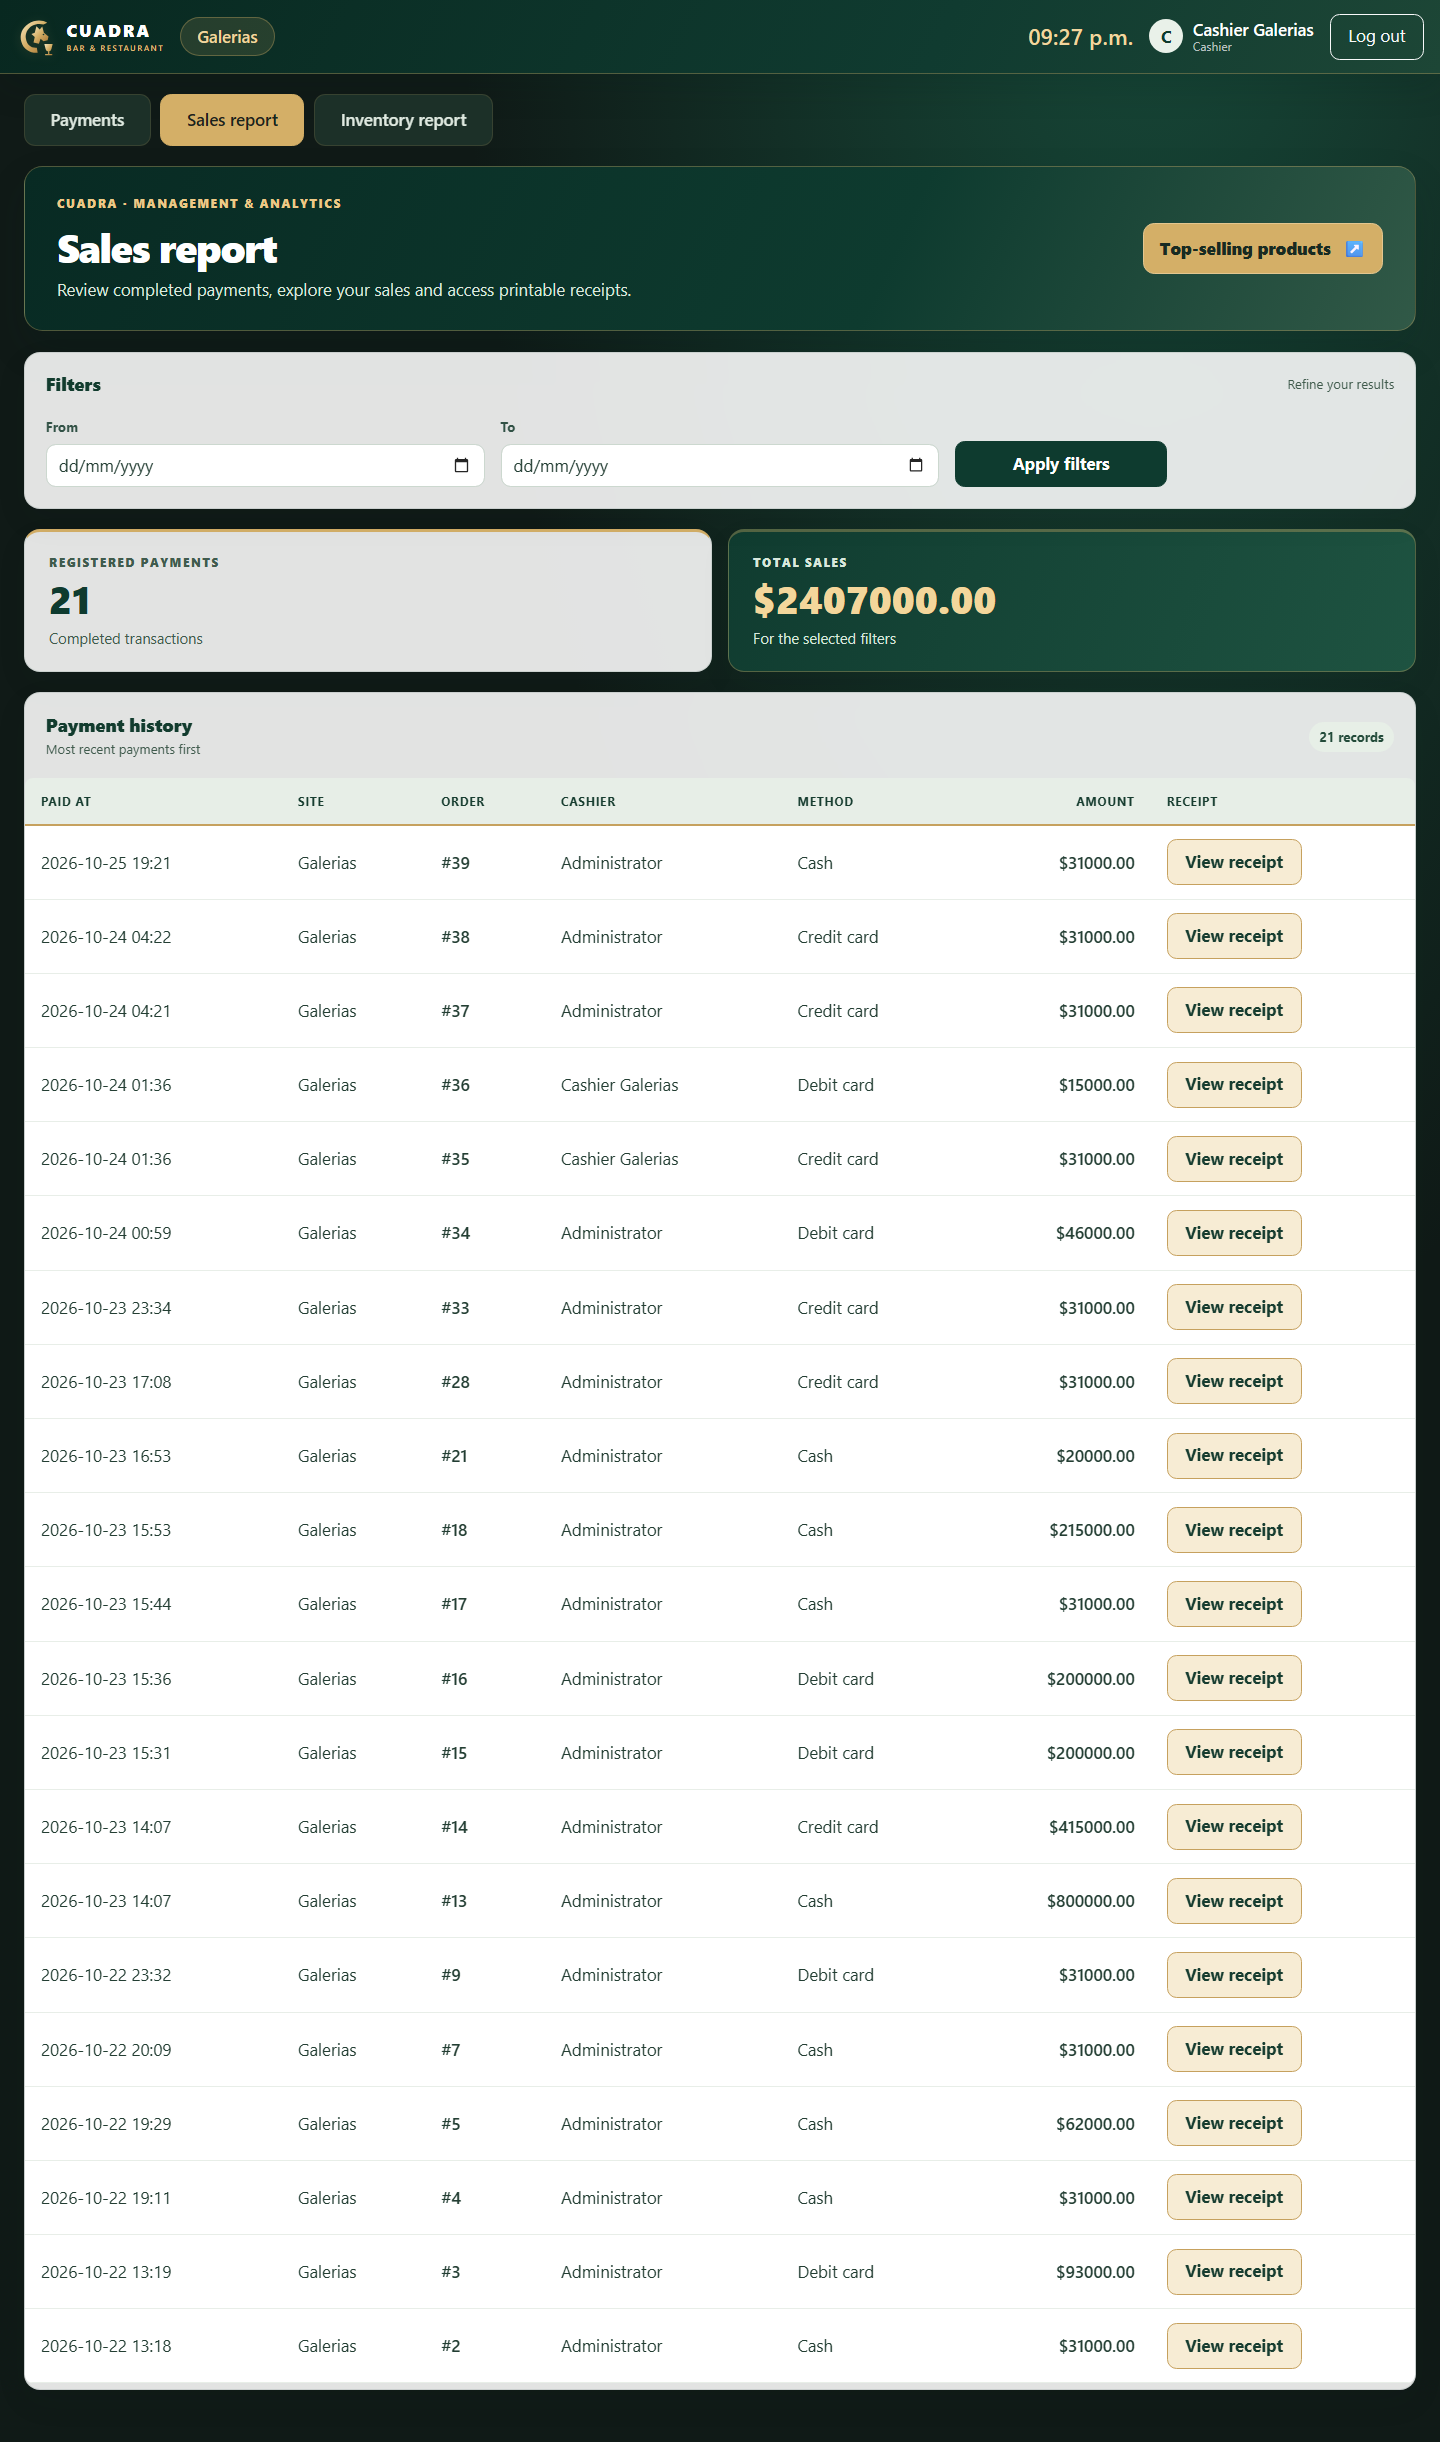 CUADRA
BAR & RESTAURANT
Galerias
09:27 p.m.
C
Cashier Galerias
Cashier
Log out
Payments
Sales report
Inventory report
CUADRA · MANAGEMENT & ANALYTICS
Sales report
Review completed payments, explore your sales and access printable receipts.
Top-selling products ↗
Filters
Refine your results
From
To
dd/mm/yyyy
dd/mm/yyyy
Apply filters
REGISTERED PAYMENTS
21
Completed transactions
TOTAL SALES
$2407000.00
For the selected filters
Payment history
Most recent payments first
21 records
PAID AT SITE ORDER CASHIER METHOD AMOUNT RECEIPT
2026-10-25 19:21 Galerias #39 Administrator Cash $31000.00 View receipt
2026-10-24 04:22 Galerias #38 Administrator Credit card $31000.00 View receipt
2026-10-24 04:21 Galerias #37 Administrator Credit card $31000.00 View receipt
2026-10-24 01:36 Galerias #36 Cashier Galerias Debit card $15000.00 View receipt
2026-10-24 01:36 Galerias #35 Cashier Galerias Credit card $31000.00 View receipt
2026-10-24 00:59 Galerias #34 Administrator Debit card $46000.00 View receipt
2026-10-23 23:34 Galerias #33 Administrator Credit card $31000.00 View receipt
2026-10-23 17:08 Galerias #28 Administrator Credit card $31000.00 View receipt
2026-10-23 16:53 Galerias #21 Administrator Cash $20000.00 View receipt
2026-10-23 15:53 Galerias #18 Administrator Cash $215000.00 View receipt
2026-10-23 15:44 Galerias #17 Administrator Cash $31000.00 View receipt
2026-10-23 15:36 Galerias #16 Administrator Debit card $200000.00 View receipt
2026-10-23 15:31 Galerias #15 Administrator Debit card $200000.00 View receipt
2026-10-23 14:07 Galerias #14 Administrator Credit card $415000.00 View receipt
2026-10-23 14:07 Galerias #13 Administrator Cash $800000.00 View receipt
2026-10-22 23:32 Galerias #9 Administrator Debit card $31000.00 View receipt
2026-10-22 20:09 Galerias #7 Administrator Cash $31000.00 View receipt
2026-10-22 19:29 Galerias #5 Administrator Cash $62000.00 View receipt
2026-10-22 19:11 Galerias #4 Administrator Cash $31000.00 View receipt
2026-10-22 13:19 Galerias #3 Administrator Debit card $93000.00 View receipt
2026-10-22 13:18 Galerias #2 Administrator Cash $31000.00 View receipt